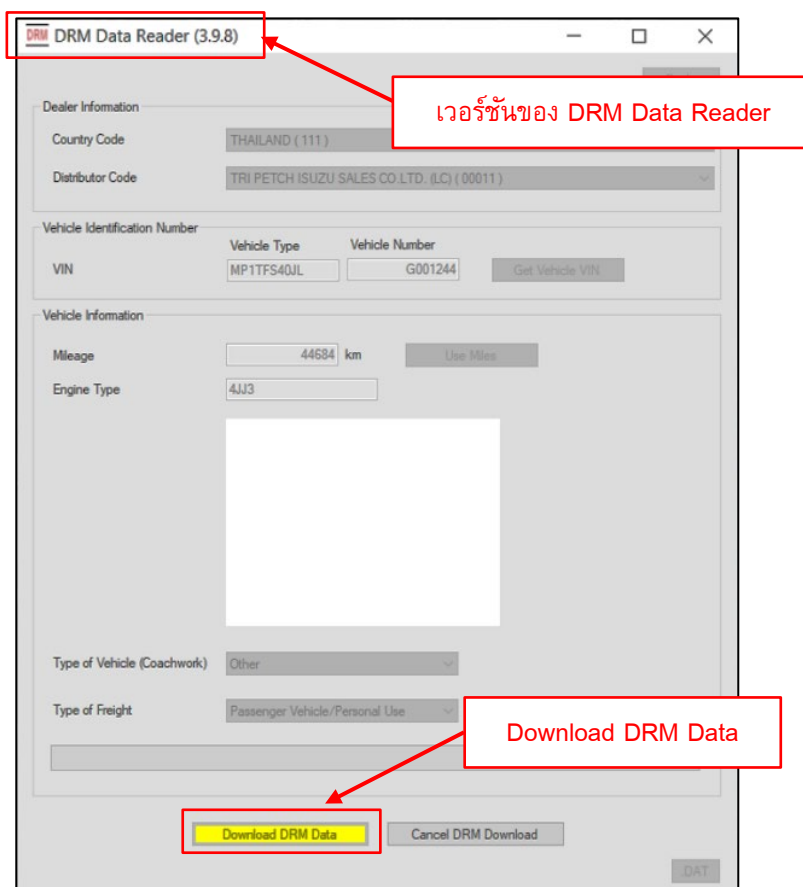 DRM DRM Data Reader (3.9.8)
เวอร์ชันของ DRM Data Reader
Dealer Information
Country Code THAILAND ( 111 )
Distributor Code TRI PETCH ISUZU SALES CO.LTD. (LC) ( 00011 )
Vehicle Identification Number
Vehicle Type Vehicle Number
VIN MP1TFS40JL G001244 Get Vehicle VIN
Vehicle Information
Mileage 44684 km Use Miles
Engine Type 4JJ3
Type of Vehicle (Coachwork) Other
Type of Freight Passenger Vehicle/Personal Use
Download DRM Data
Download DRM Data Cancel DRM Download
.DAT